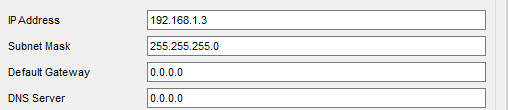 IP Address 192.168.1.3
Subnet Mask 255.255.255.0
Default Gateway 0.0.0.0
DNS Server 0.0.0.0